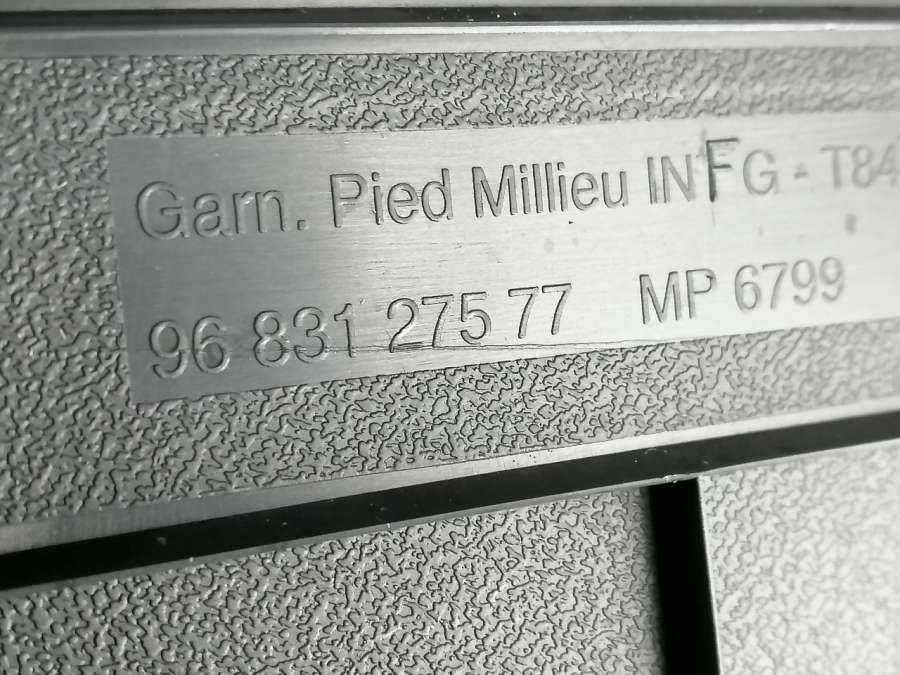 Garn. Pied Millieu INFG - T84
96 831 275 77 MP 6799